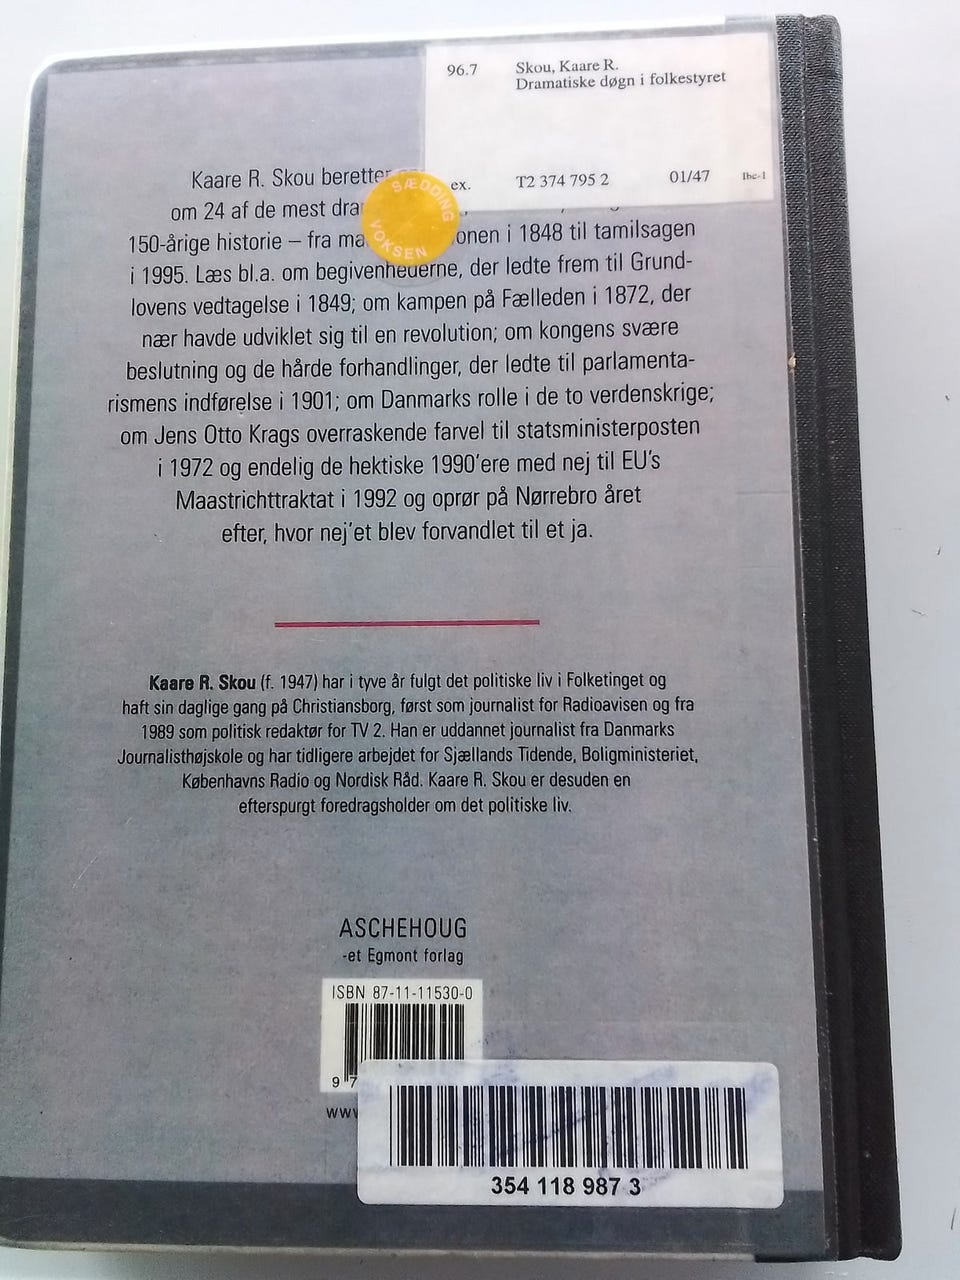 96.7 Skou, Kaare R.
Dramatiske døgn i folkestyret
ex. T2 374 795 2 01/47 lbc-1
SÆDDING
VOKSEN
Kaare R. Skou beretter
om 24 af de mest
150-årige historie – fra i 1848 til tamilsagen
i 1995. Læs bl.a. om begivenhederne, der ledte frem til Grund-
lovens vedtagelse i 1849; om kampen på Fælleden i 1872, der
nær havde udviklet sig til en revolution; om kongens svære
beslutning og de hårde forhandlinger, der ledte til parlamenta-
rismens indførelse i 1901; om Danmarks rolle i de to verdenskrige;
om Jens Otto Krags overraskende farvel til statsministerposten
i 1972 og endelig de hektiske 1990'ere med nej til EU's
Maastrichttraktat i 1992 og oprør på Nørrebro året
efter, hvor nej'et blev forvandlet til et ja.
Kaare R. Skou (f. 1947) har i tyve år fulgt det politiske liv i Folketinget og
haft sin daglige gang på Christiansborg, først som journalist for Radioavisen og fra
1989 som politisk redaktør for TV 2. Han er uddannet journalist fra Danmarks
Journalisthøjskole og har tidligere arbejdet for Sjællands Tidende, Boligministeriet,
Københavns Radio og Nordisk Råd. Kaare R. Skou er desuden en
efterspurgt foredragsholder om det politiske liv.
ASCHEHOUG
-et Egmont forlag
ISBN 87-11-11530-0
9 7
www
354 118 987 3